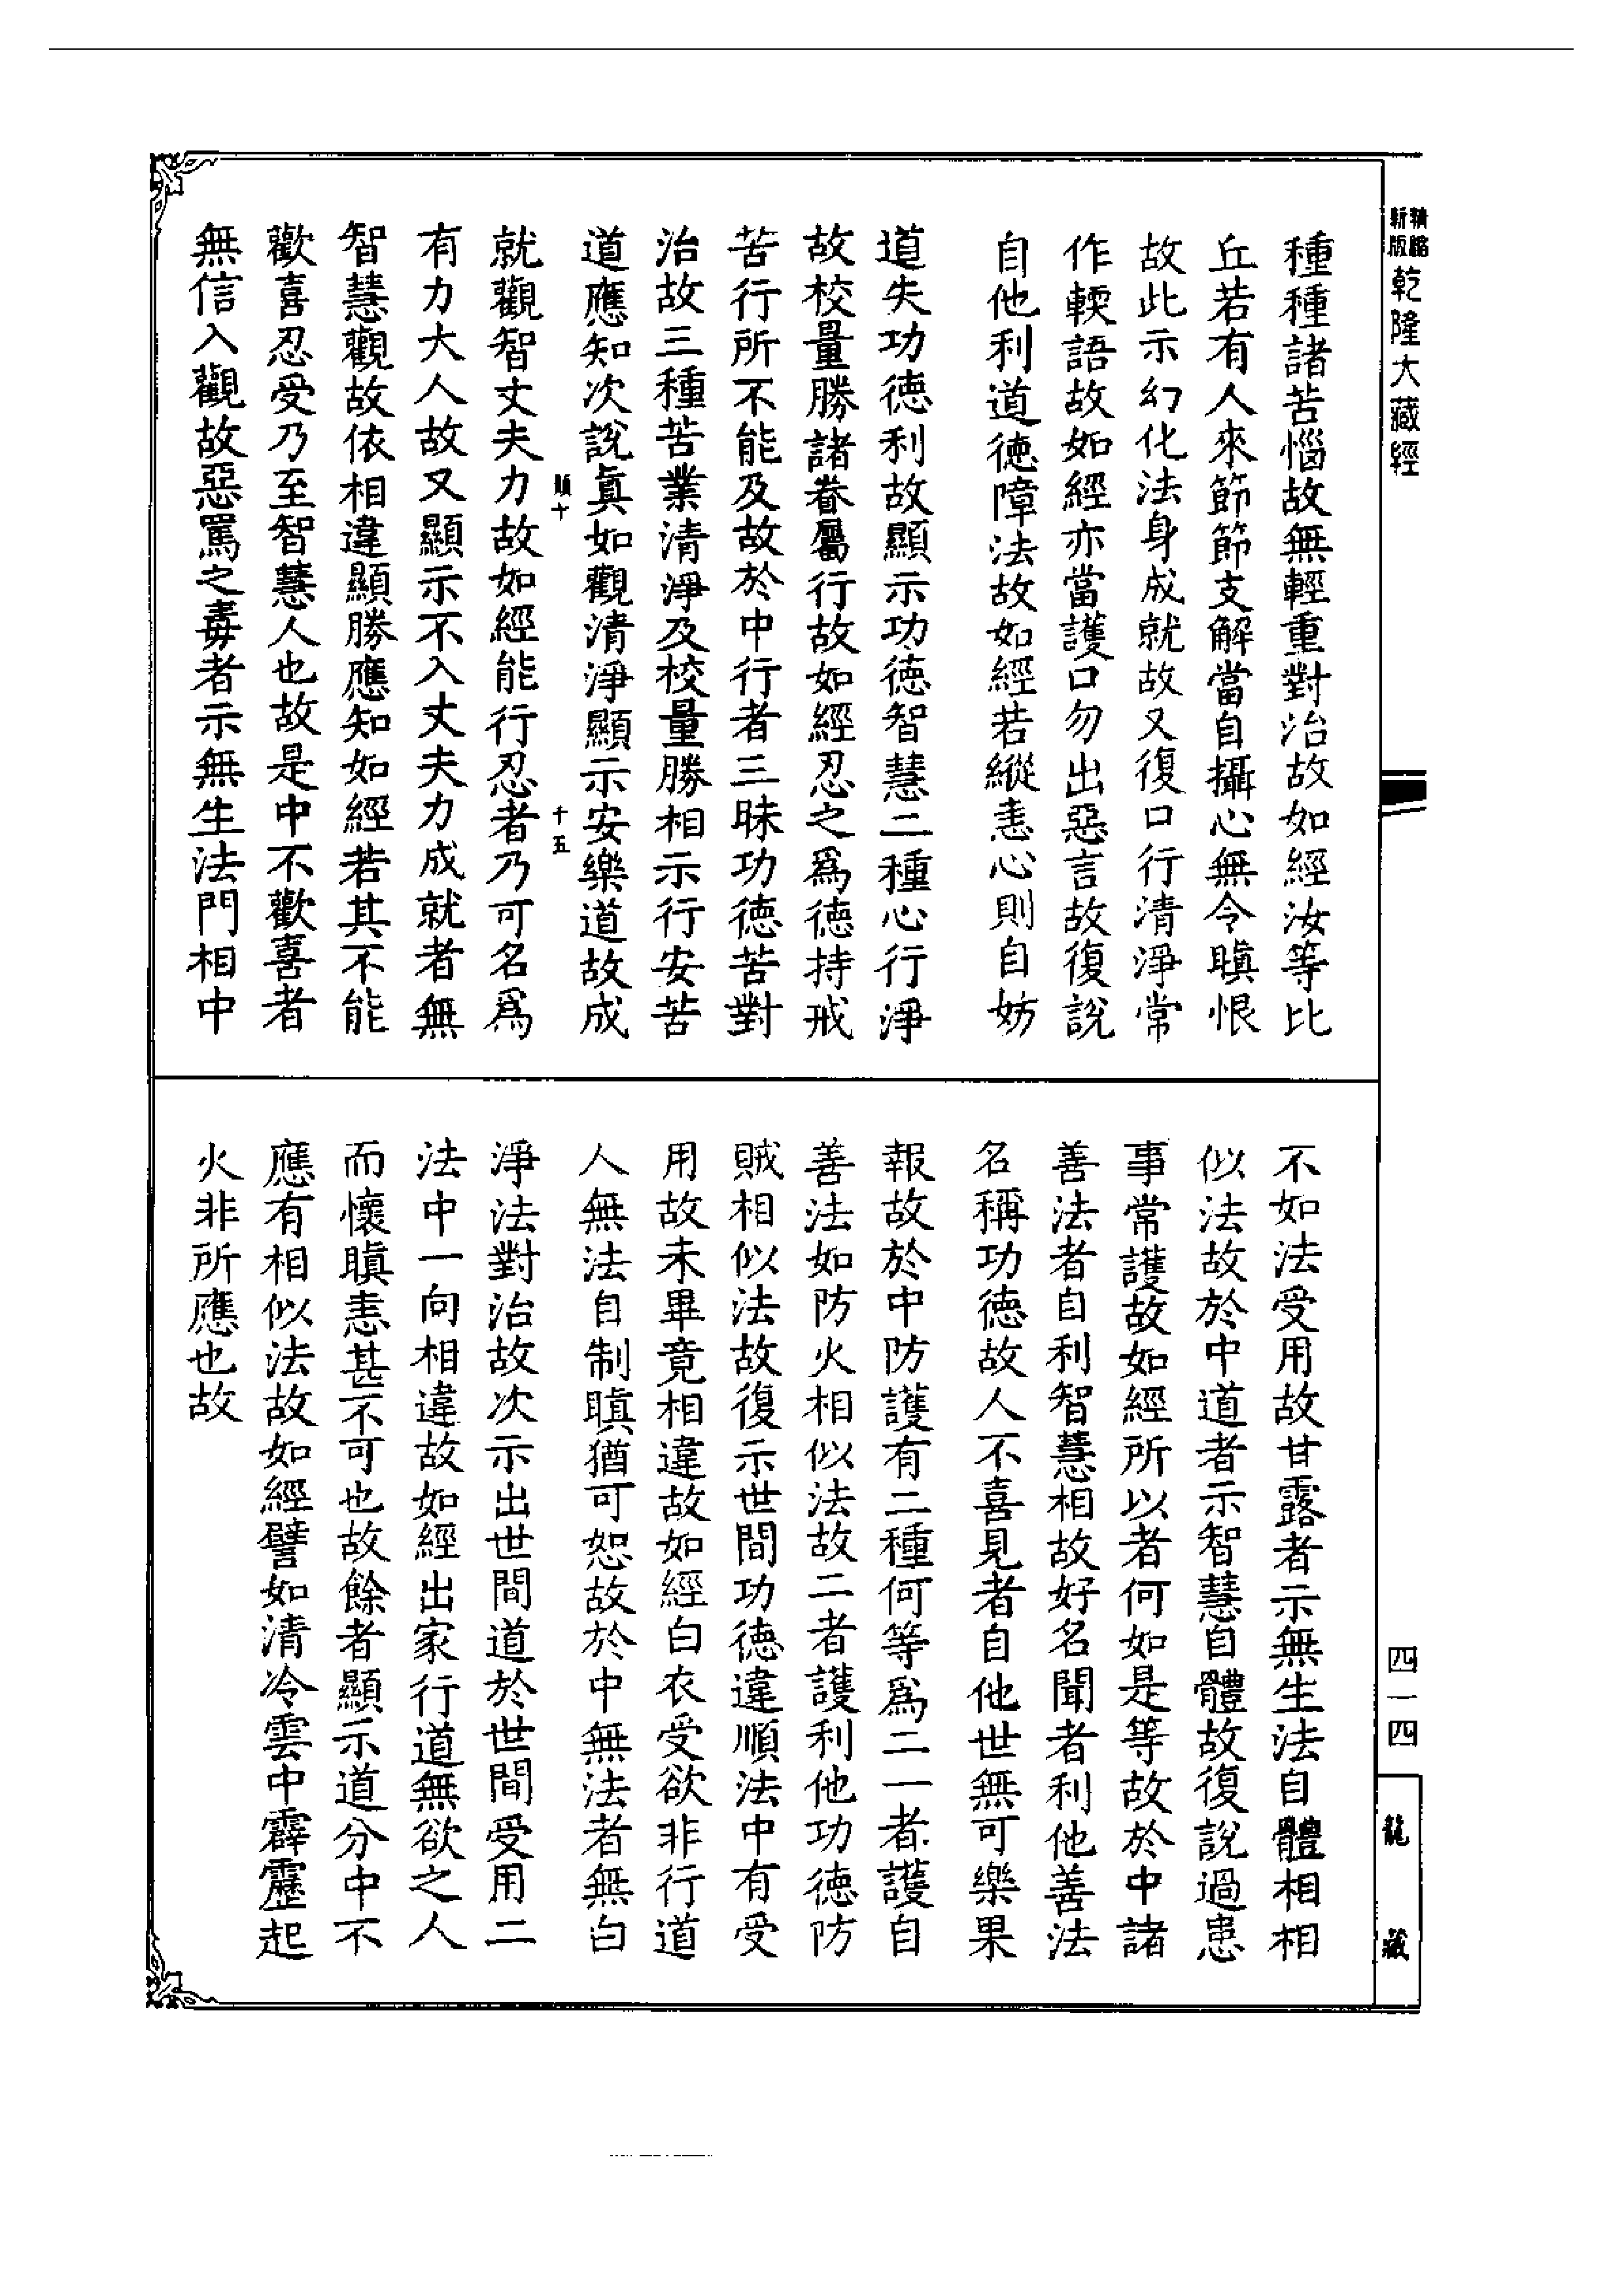 精縮新版乾隆大藏經
種種諸苦惱故無輕重對治故如經汝等比
丘若有人來節節支解當自攝心無令瞋恨
故此示幻化法身成就故又復口行清淨常
作輭語故如經亦當護口勿出惡言故復說
自他利道德障法故如經若縱恚心則自妨
道失功德利故顯示功德智慧二種心行淨
故校量勝諸眷屬行故如經忍之爲德持戒
苦行所不能及故於中行者三昧功德苦對
治故三種苦業清淨及校量勝相示行安苦
道應知次說真如觀清淨顯示安樂道故成
順十
十五
就觀智丈夫力故如經能行忍者乃可名爲
有力大人故又顯示不入丈夫力成就者無
智慧觀故依相違顯勝應知如經若其不能
歡喜忍受乃至智慧人也故是中不歡喜者
無信入觀故惡罵之毒者示無生法門相中
不如法受用故甘露者示無生法自體相相
似法故於中道者示智慧自體故復說過患
事常護故如經所以者何如是等故於中諸
善法者自利智慧相故好名聞者利他善法
名稱功德故人不喜見者自他世無可樂果
報故於中防護有二種何等爲二一者護自
善法如防火相似法故二者護利他功德防
賊相似法故復示世間功德違順法中有受
用故未畢竟相違故如經白衣受欲非行道
人無法自制瞋猶可恕故於中無法者無白
淨法對治故次示出世間道於世間受用二
法中一向相違故如經出家行道無欲之人
而懷瞋恚甚不可也故餘者顯示道分中不
應有相似法故如經譬如清冷雲中霹靂起
火非所應也故
四一四
龍藏